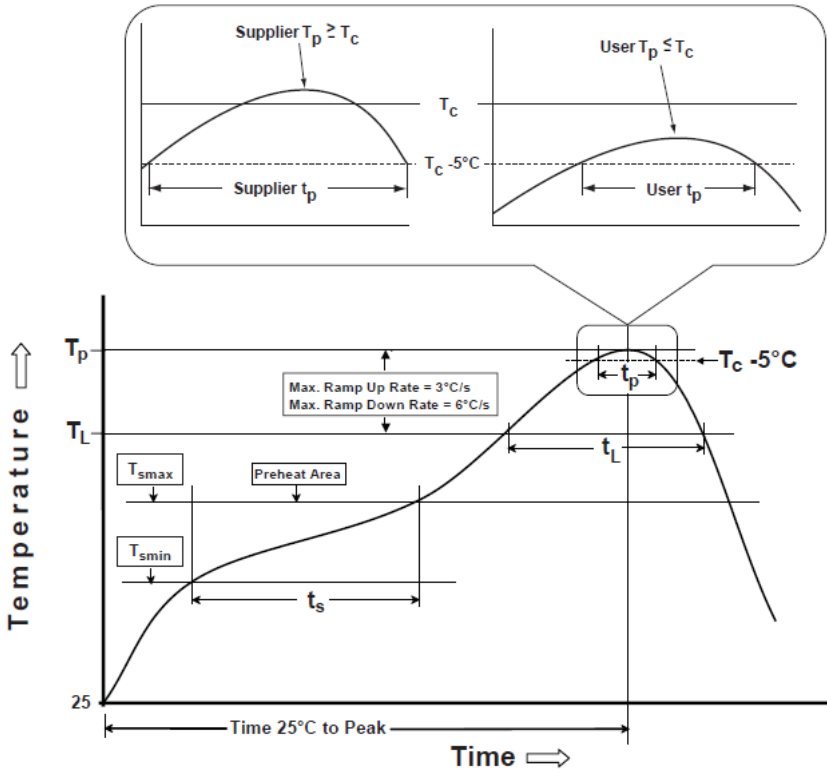 Supplier Tp ≥ Tc
User Tp ≤ Tc
Tc
Tc -5°C
Supplier tp
User tp
Tp
Tc -5°C
tp
Max. Ramp Up Rate = 3°C/s
Max. Ramp Down Rate = 6°C/s
TL
tL
Tsmax
Preheat Area
Tsmin
ts
Temperature
25
Time 25°C to Peak
Time